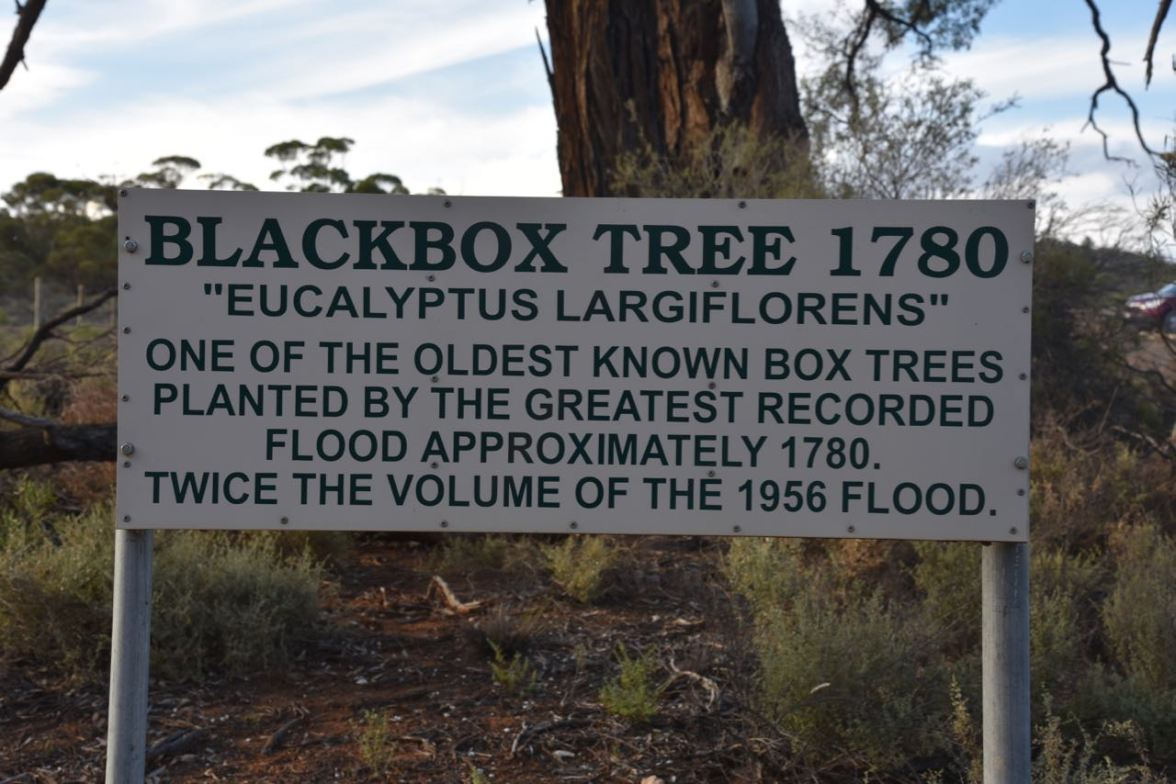 BLACKBOX TREE 1780
"EUCALYPTUS LARGIFLORENS"
ONE OF THE OLDEST KNOWN BOX TREES
PLANTED BY THE GREATEST RECORDED
FLOOD APPROXIMATELY 1780.
TWICE THE VOLUME OF THE 1956 FLOOD.